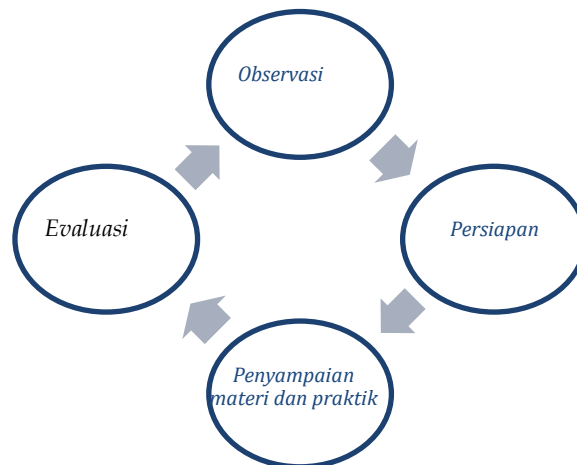 Observasi
Persiapan
Penyampaian
materi dan praktik
Evaluasi